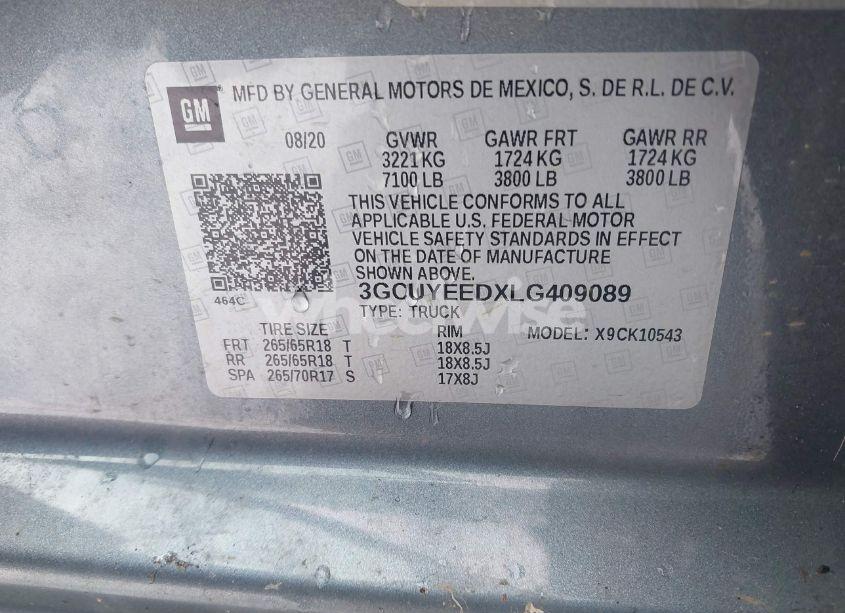 GM
MFD BY GENERAL MOTORS DE MEXICO, S. DE R.L. DE C.V.
08/20 GVWR GAWR FRT GAWR RR
3221 KG 1724 KG 1724 KG
7100 LB 3800 LB 3800 LB
THIS VEHICLE CONFORMS TO ALL
APPLICABLE U.S. FEDERAL MOTOR
VEHICLE SAFETY STANDARDS IN EFFECT
ON THE DATE OF MANUFACTURE
SHOWN ABOVE.
464C 3GCUYEEDXLG409089
TYPE: TRUCK
wheelwise
TIRE SIZE RIM MODEL: X9CK10543
FRT 265/65R18 T 18X8.5J
RR 265/65R18 T 18X8.5J
SPA 265/70R17 S 17X8J